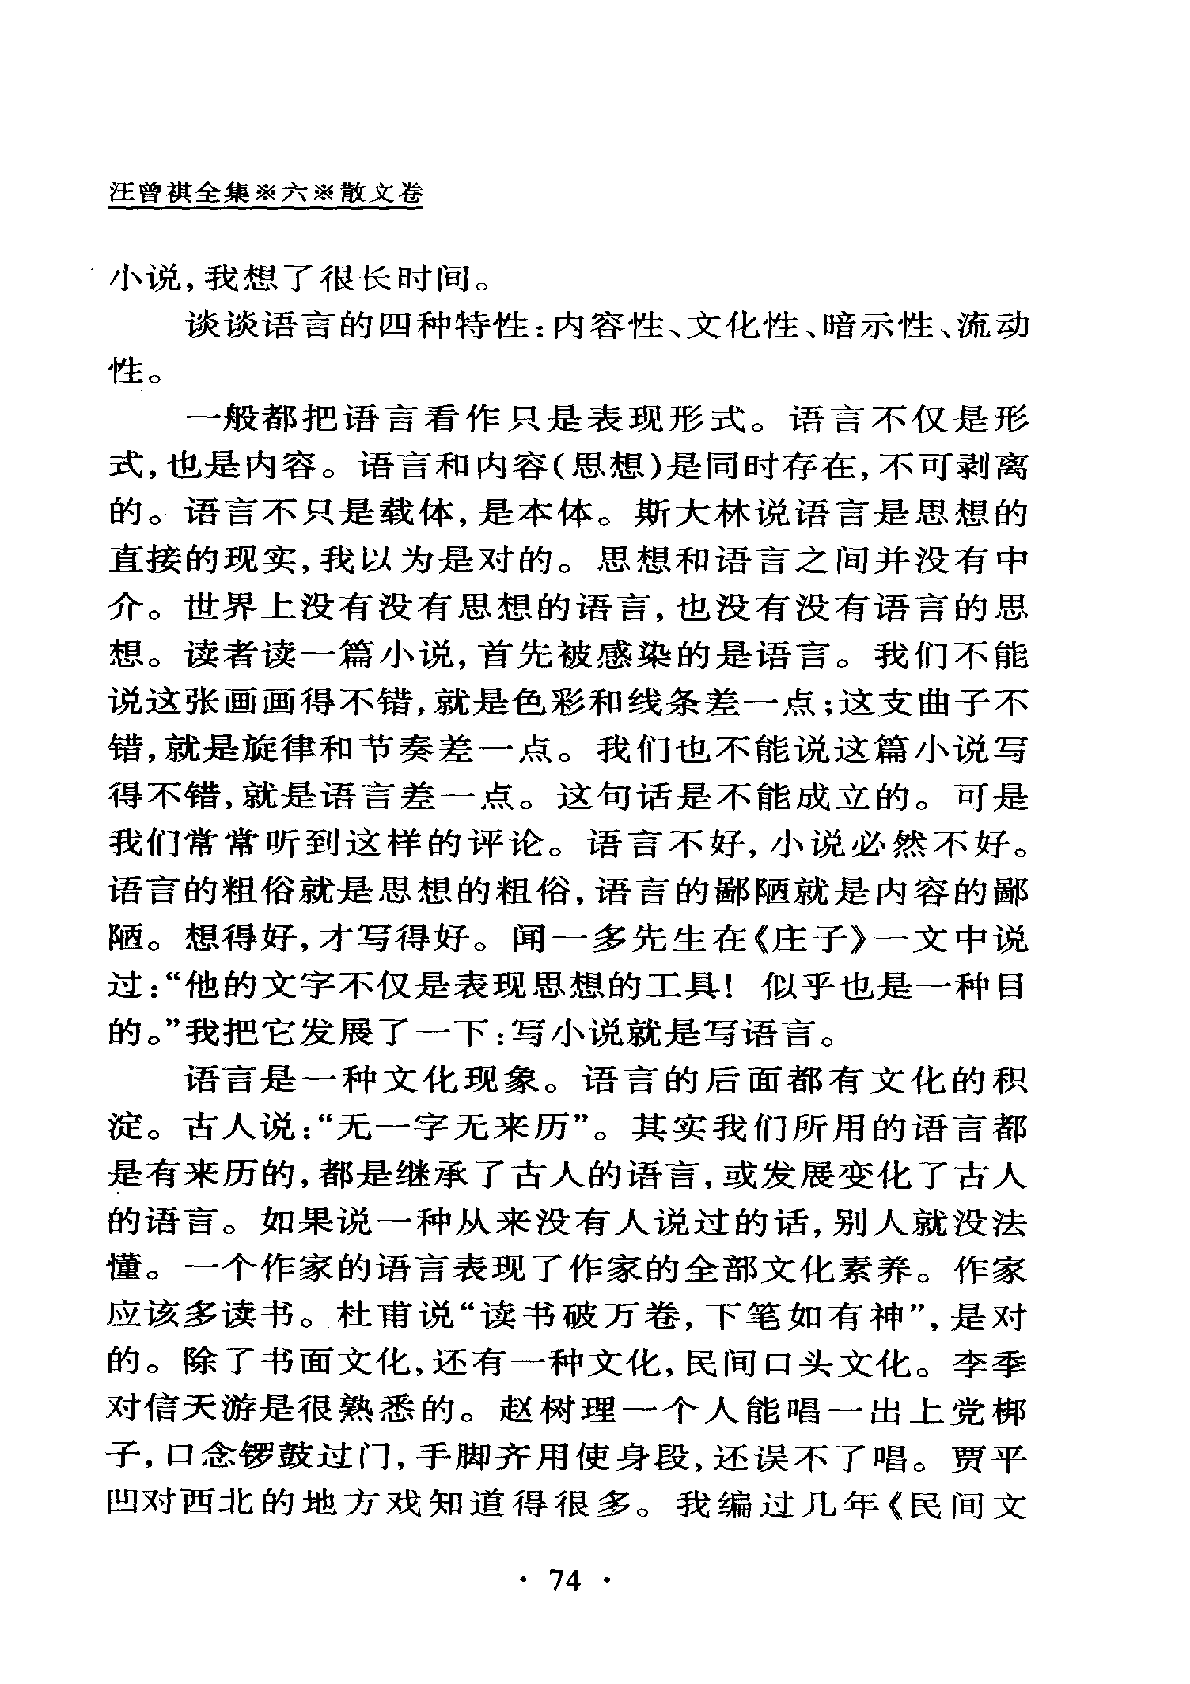 汪曾祺全集※六※散文卷
小说,我想了很长时间。
谈谈语言的四种特性:内容性、文化性、暗示性、流动
性。
一般都把语言看作只是表现形式。语言不仅是形
式,也是内容。语言和内容(思想)是同时存在,不可剥离
的。语言不只是载体,是本体。斯大林说语言是思想的
直接的现实,我以为是对的。思想和语言之间并没有中
介。世界上没有没有思想的语言,也没有没有语言的思
想。读者读一篇小说,首先被感染的是语言。我们不能
说这张画画得不错,就是色彩和线条差一点;这支曲子不
错,就是旋律和节奏差一点。我们也不能说这篇小说写
得不错,就是语言差一点。这句话是不能成立的。可是
我们常常听到这样的评论。语言不好,小说必然不好。
语言的粗俗就是思想的粗俗,语言的鄙陋就是内容的鄙
陋。想得好,才写得好。闻一多先生在《庄子》一文中说
过:“他的文字不仅是表现思想的工具! 似乎也是一种目
的。”我把它发展了一下:写小说就是写语言。
语言是一种文化现象。语言的后面都有文化的积
淀。古人说:“无一字无来历”。其实我们所用的语言都
是有来历的,都是继承了古人的语言,或发展变化了古人
的语言。如果说一种从来没有人说过的话,别人就没法
懂。一个作家的语言表现了作家的全部文化素养。作家
应该多读书。杜甫说“读书破万卷,下笔如有神”,是对
的。除了书面文化,还有一种文化,民间口头文化。李季
对信天游是很熟悉的。赵树理一个人能唱一出上党梆
子,口念锣鼓过门,手脚齐用使身段,还误不了唱。贾平
凹对西北的地方戏知道得很多。我编过几年《民间文
· 74 ·